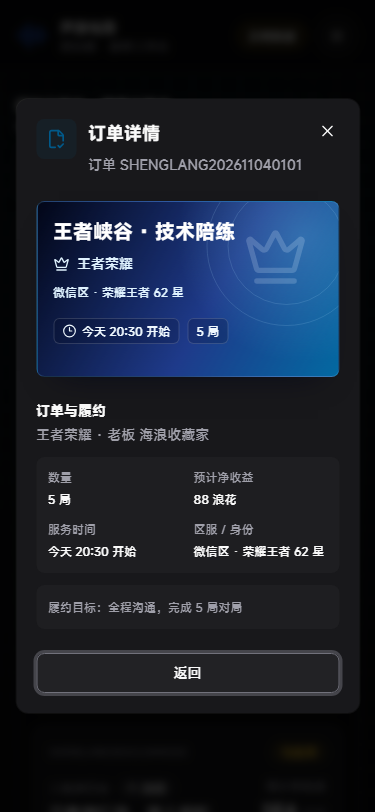 订单详情
订单 SHENGLANG202611040101
王者峡谷 · 技术陪练
王者荣耀
微信区 · 荣耀王者 62 星
今天 20:30 开始
5 局
订单与履约
王者荣耀 · 老板 海浪收藏家
数量
预计净收益
5 局
88 浪花
服务时间
区服 / 身份
今天 20:30 开始
微信区 · 荣耀王者 62 星
履约目标：全程沟通，完成 5 局对局
返回